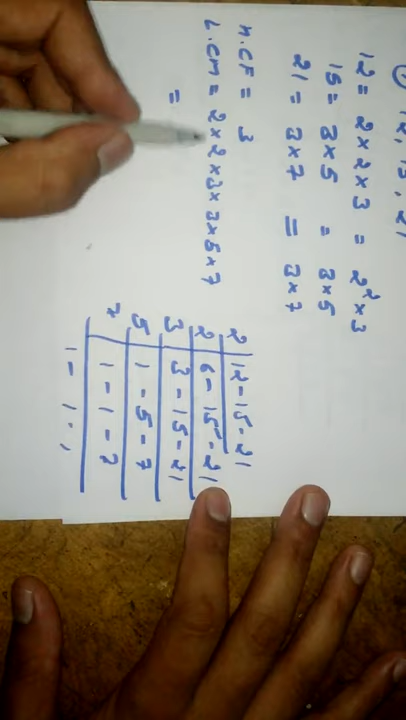 12, 15, 21
12 = 2×2×3 = 2²×3
15 = 3×5 = 3×5
21 = 3×7 = 3×7
H.CF = 3
L.CM = 2×2×3×3×5×7
=
2 | 12-15-21
2 | 6-15-21
3 | 3-15-21
5 | 1-5-7
7 | 1-1-7
1-1-1